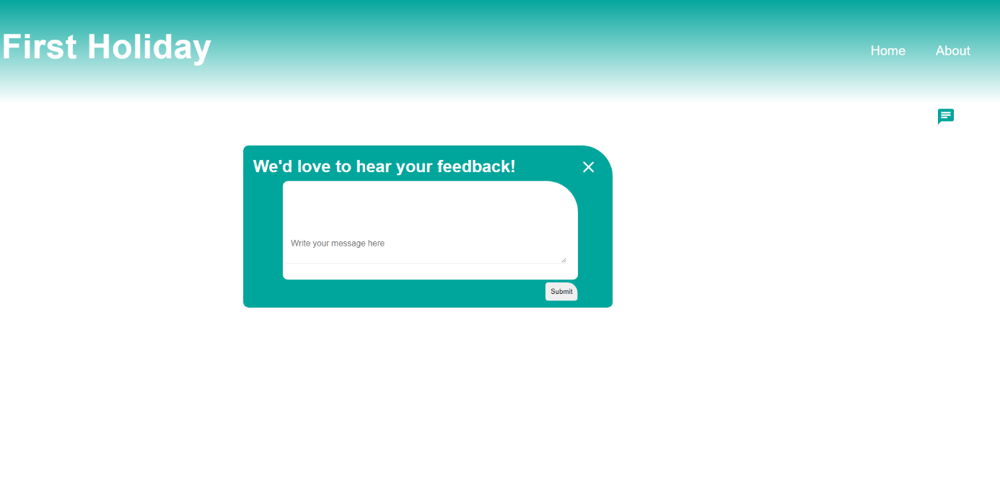 First Holiday
Home About
We'd love to hear your feedback!
Write your message here
Submit